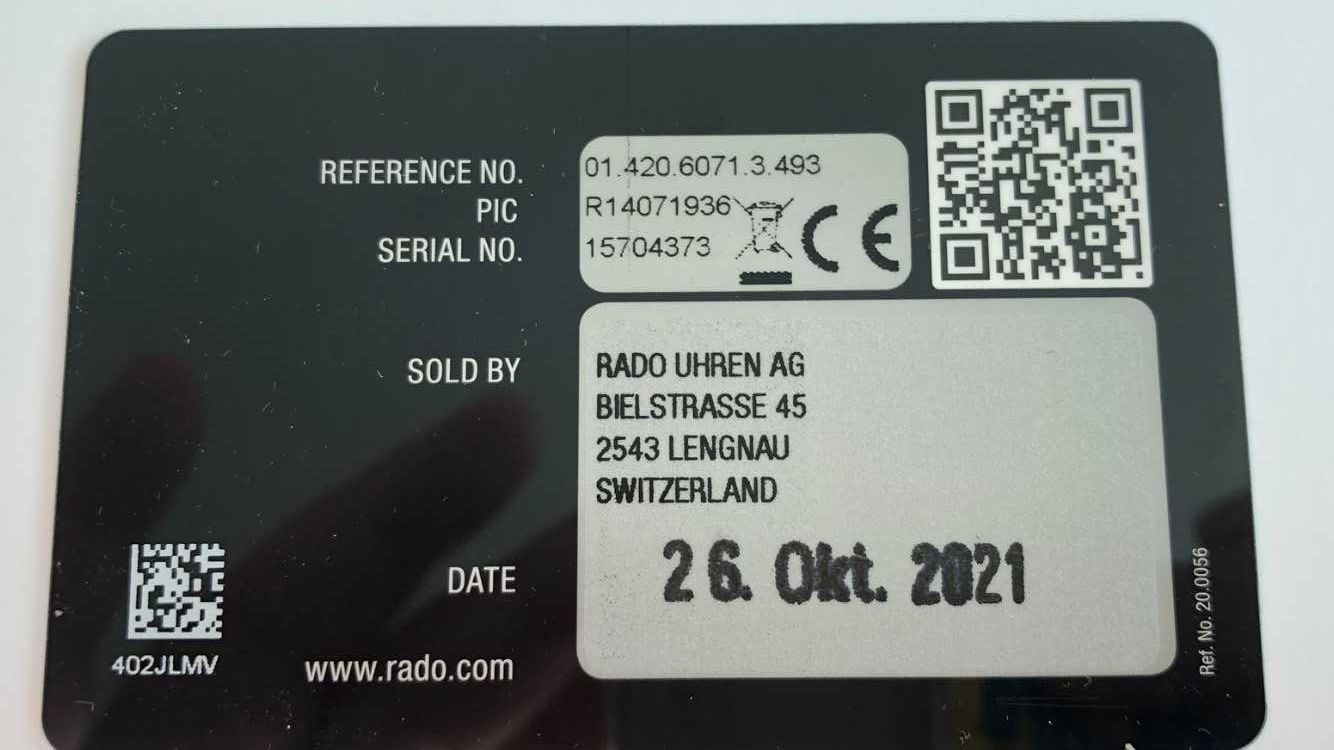 REFERENCE NO. 01.420.6071.3.493
PIC R14071936
SERIAL NO. 15704373
CE
SOLD BY RADO UHREN AG
BIELSTRASSE 45
2543 LENGNAU
SWITZERLAND
DATE 26. Okt. 2021
402JLMV
www.rado.com
Ref. No. 20.0056